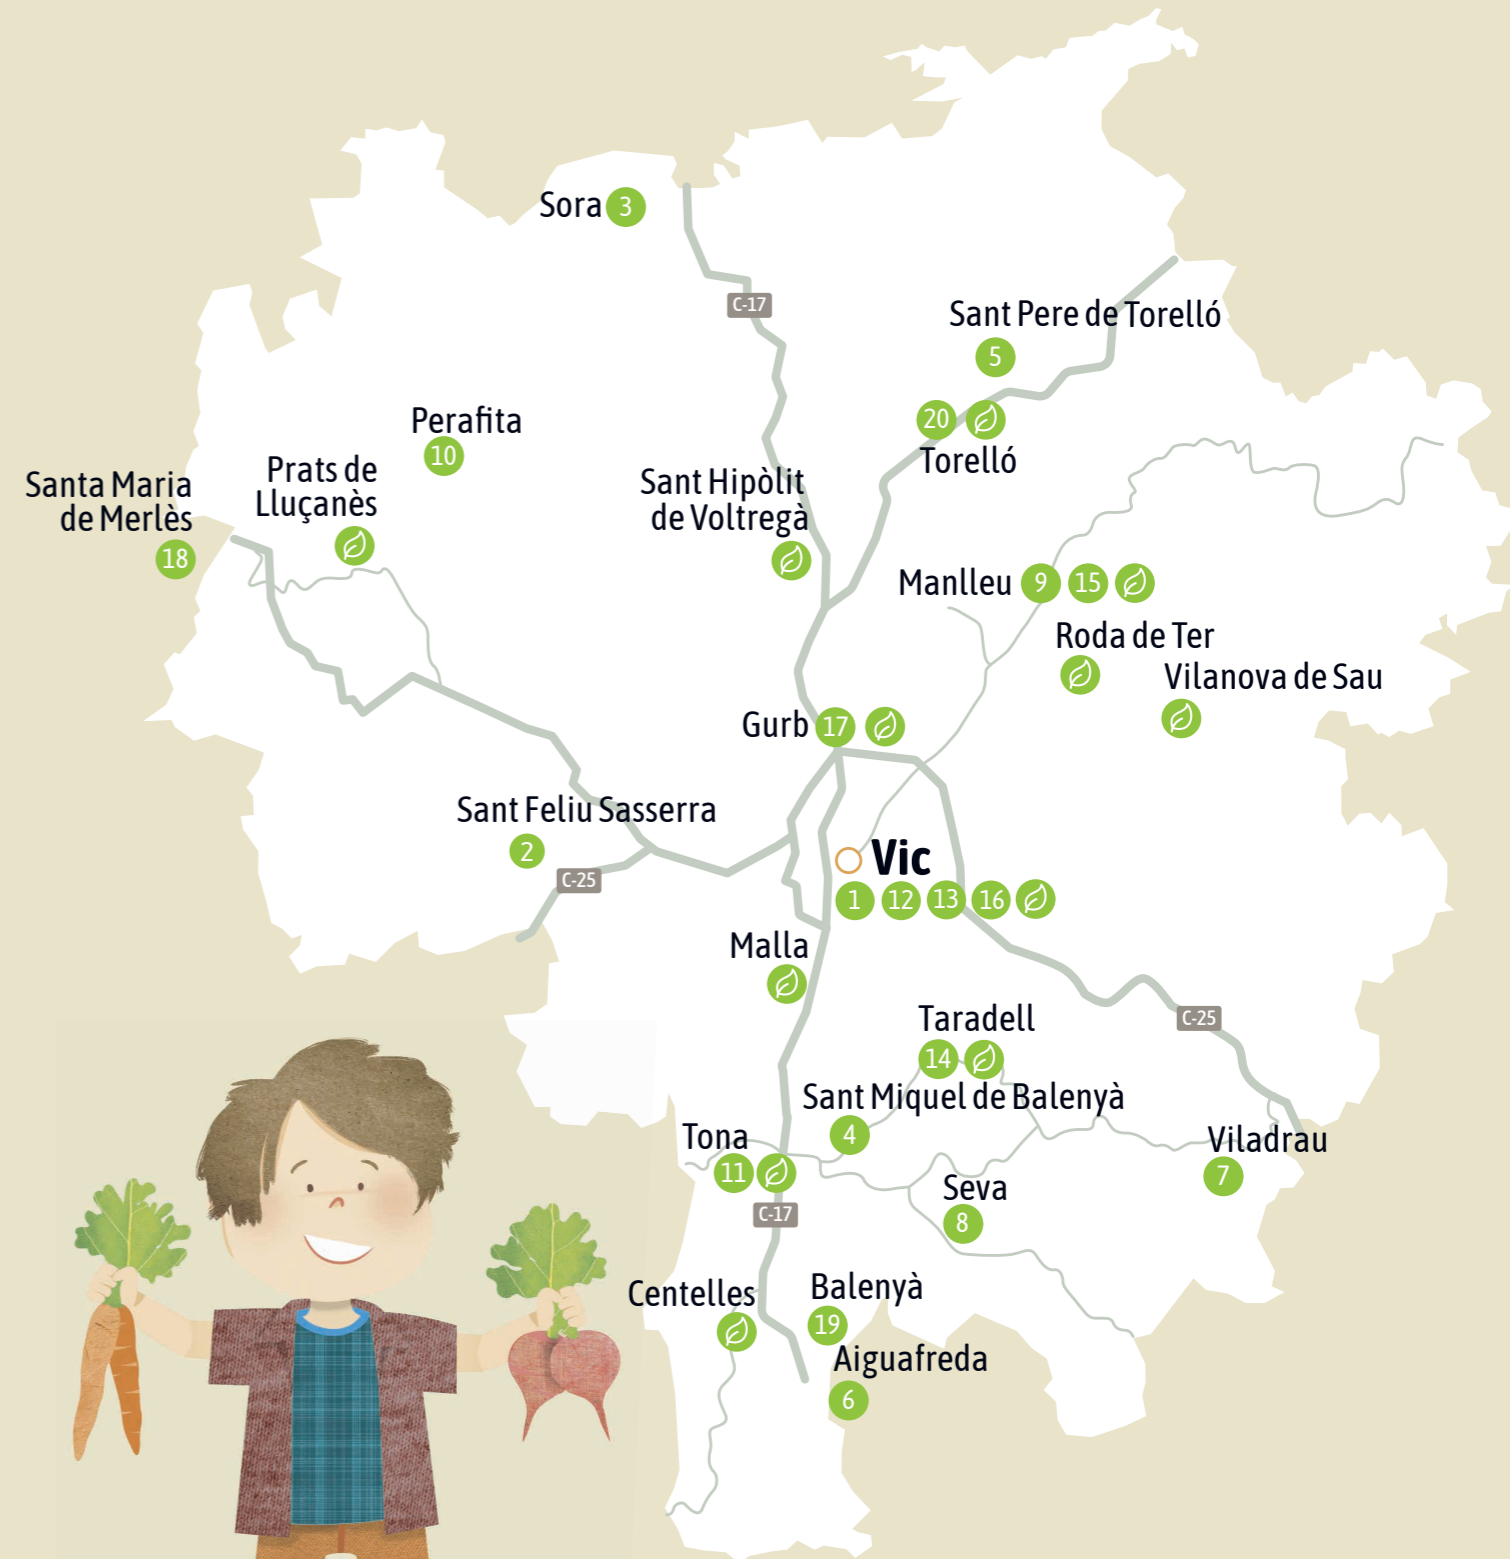 Sora 3
C-17
Sant Pere de Torelló
5
20
Torelló
Perafita
10
Prats de
Lluçanès
Santa Maria
de Merlès
18
Sant Hipòlit
de Voltregà
Manlleu 9 15
Roda de Ter
Vilanova de Sau
Gurb 17
Sant Feliu Sasserra
2
C-25
Vic
1 12 13 16
Malla
Taradell
14
C-25
Sant Miquel de Balenyà
4
Tona
11
Viladrau
7
Seva
8
C-17
Centelles
Balenyà
19
Aiguafreda
6